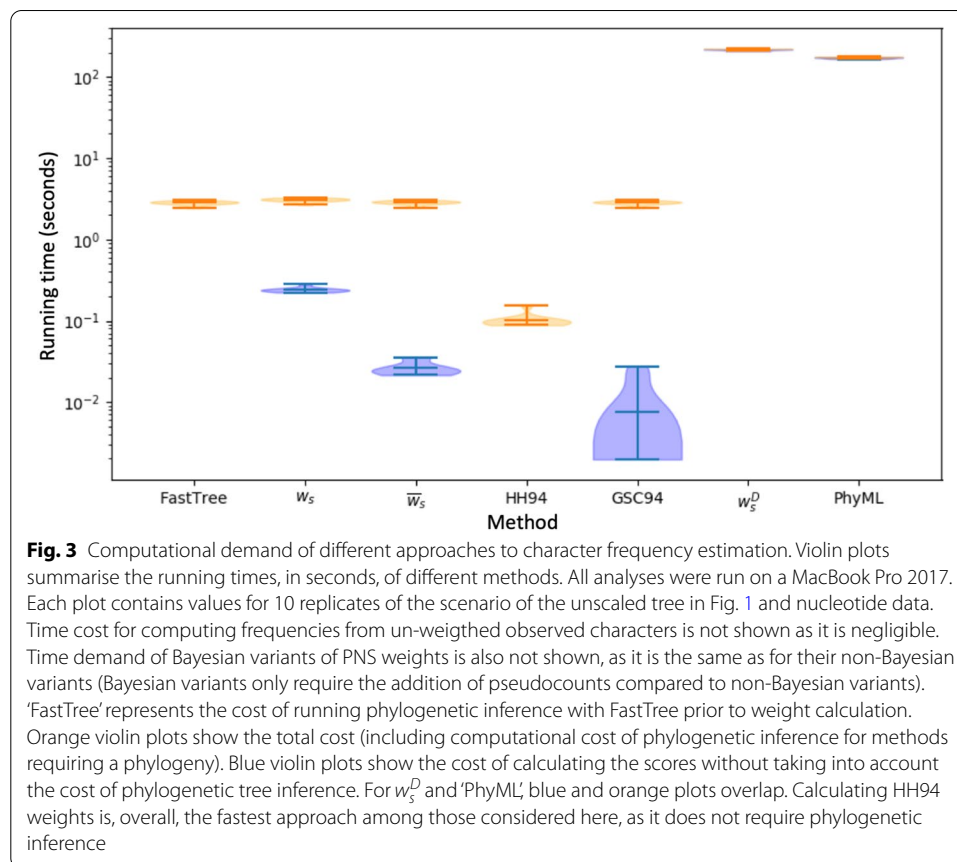 10²
10¹
10⁰
10⁻¹
10⁻²
Running time (seconds)
FastTree wₛ w̅ₛ HH94 GSC94 wₛᴰ PhyML
Method
Fig. 3 Computational demand of different approaches to character frequency estimation. Violin plots
summarise the running times, in seconds, of different methods. All analyses were run on a MacBook Pro 2017.
Each plot contains values for 10 replicates of the scenario of the unscaled tree in Fig. 1 and nucleotide data.
Time cost for computing frequencies from un-weigthed observed characters is not shown as it is negligible.
Time demand of Bayesian variants of PNS weights is also not shown, as it is the same as for their non-Bayesian
variants (Bayesian variants only require the addition of pseudocounts compared to non-Bayesian variants).
‘FastTree’ represents the cost of running phylogenetic inference with FastTree prior to weight calculation.
Orange violin plots show the total cost (including computational cost of phylogenetic inference for methods
requiring a phylogeny). Blue violin plots show the cost of calculating the scores without taking into account
the cost of phylogenetic tree inference. For wₛᴰ and ‘PhyML’, blue and orange plots overlap. Calculating HH94
weights is, overall, the fastest approach among those considered here, as it does not require phylogenetic
inference